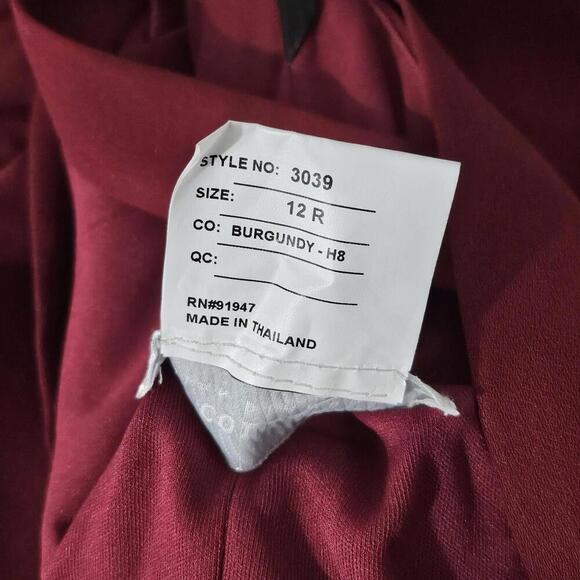 STYLE NO: 3039
SIZE: 12 R
CO: BURGUNDY - H8
QC:
RN#91947
MADE IN THAILAND